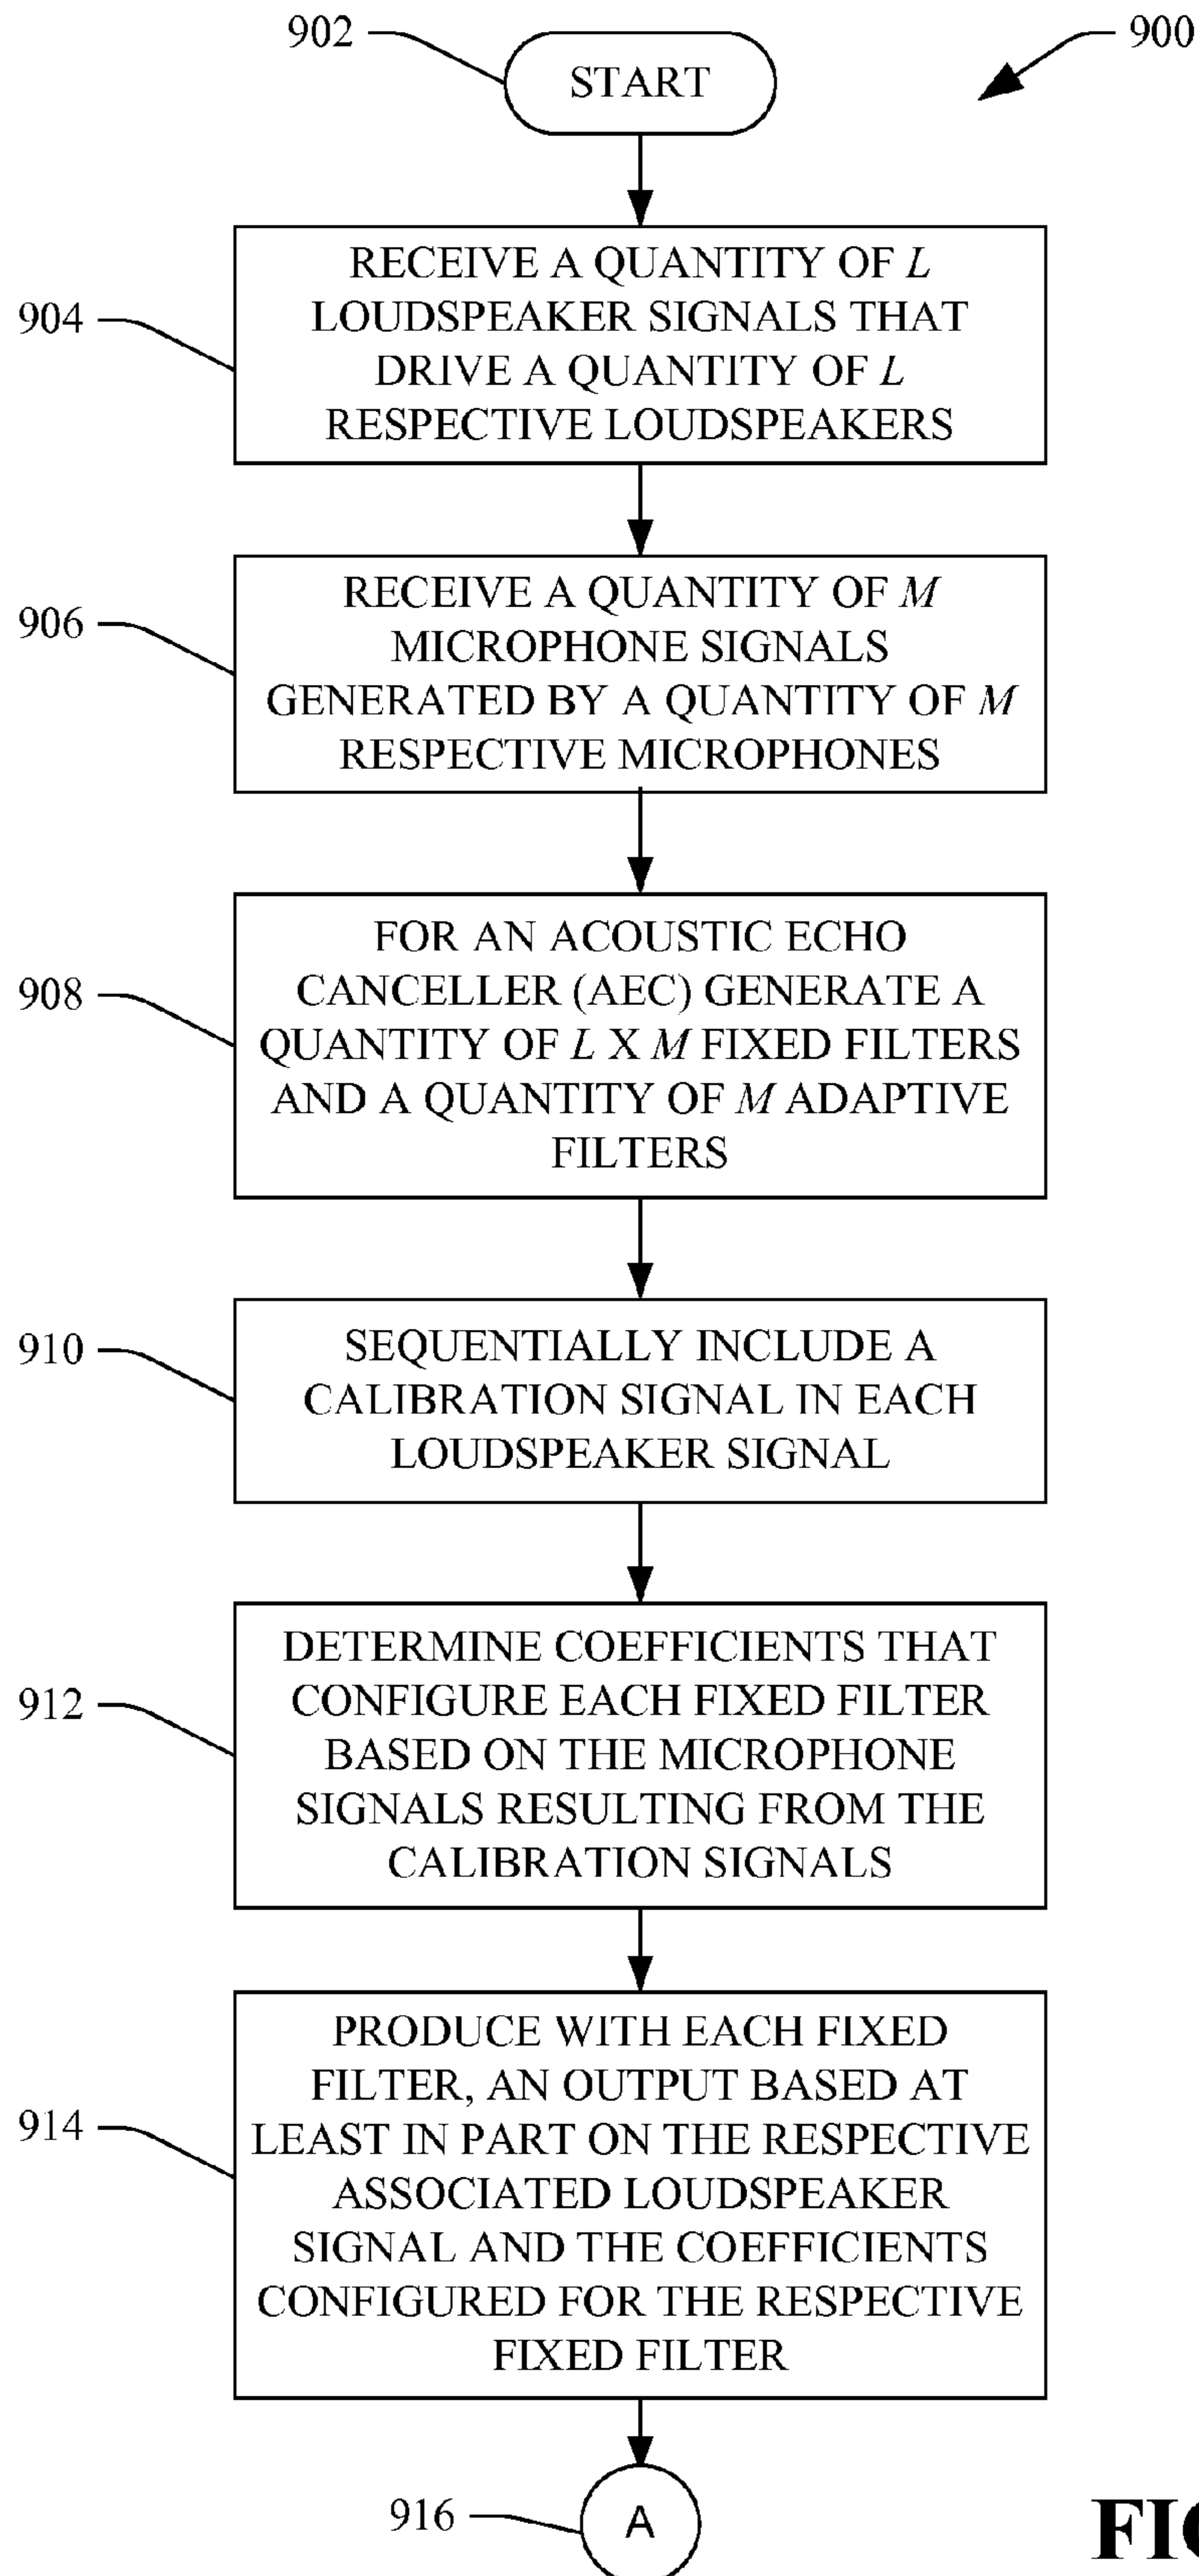 902
900
START
904
RECEIVE A QUANTITY OF L
LOUDSPEAKER SIGNALS THAT
DRIVE A QUANTITY OF L
RESPECTIVE LOUDSPEAKERS
906
RECEIVE A QUANTITY OF M
MICROPHONE SIGNALS
GENERATED BY A QUANTITY OF M
RESPECTIVE MICROPHONES
908
FOR AN ACOUSTIC ECHO
CANCELLER (AEC) GENERATE A
QUANTITY OF L X M FIXED FILTERS
AND A QUANTITY OF M ADAPTIVE
FILTERS
910
SEQUENTIALLY INCLUDE A
CALIBRATION SIGNAL IN EACH
LOUDSPEAKER SIGNAL
912
DETERMINE COEFFICIENTS THAT
CONFIGURE EACH FIXED FILTER
BASED ON THE MICROPHONE
SIGNALS RESULTING FROM THE
CALIBRATION SIGNALS
914
PRODUCE WITH EACH FIXED
FILTER, AN OUTPUT BASED AT
LEAST IN PART ON THE RESPECTIVE
ASSOCIATED LOUDSPEAKER
SIGNAL AND THE COEFFICIENTS
CONFIGURED FOR THE RESPECTIVE
FIXED FILTER
916
A